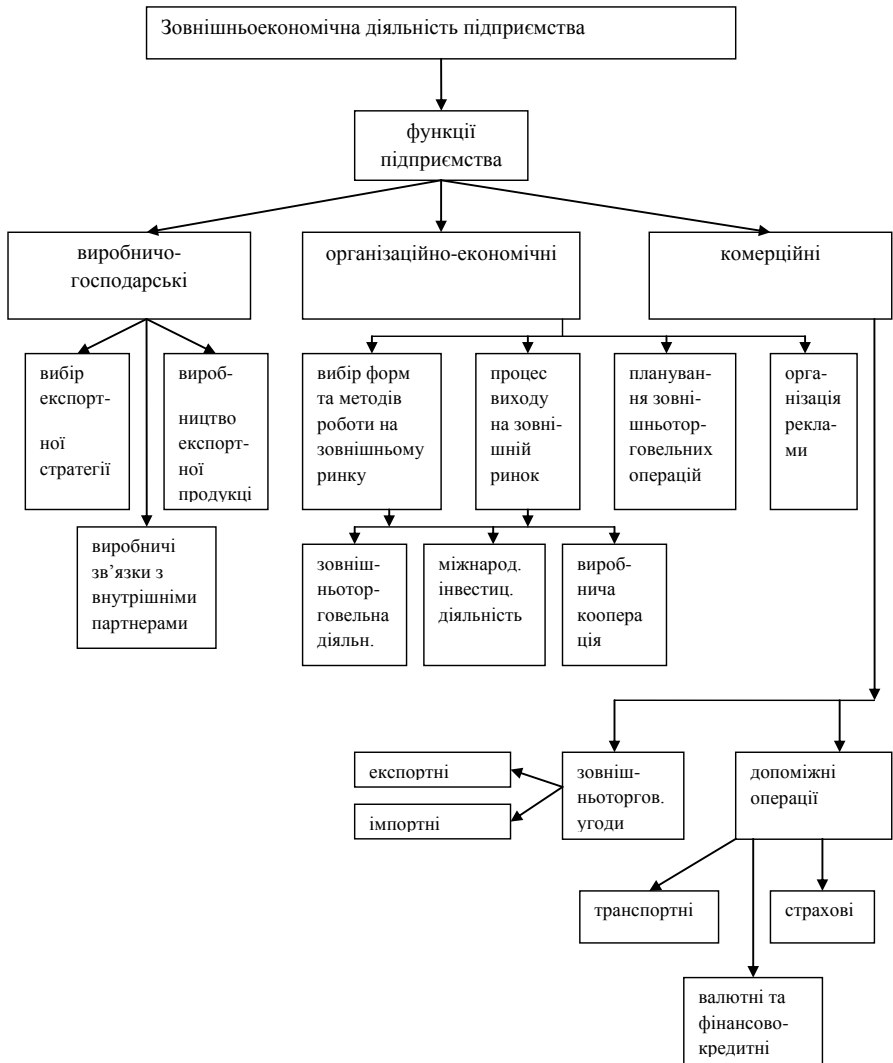 Зовнішньоекономічна діяльність підприємства
функції
підприємства
виробничо-
господарські
організаційно-економічні
комерційні
вибір
експорт-
ної
стратегії
вироб-
ництво
експорт-
ної
продукці
вибір форм
та методів
роботи на
зовнішньому
ринку
процес
виходу
на зовні-
шній
ринок
плануван-
ня зовні-
шньотор-
говельних
операцій
орга-
нізація
рекла-
ми
виробничі
зв’язки з
внутрішніми
партнерами
зовніш-
ньоторг-
говельна
діяльн.
міжнарод.
інвестиц.
діяльність
вироб-
нича
коопера
ція
експортні
імпортні
зовніш-
ньоторгов.
угоди
допоміжні
операції
транспортні
страхові
валютні та
фінансово-
кредитні